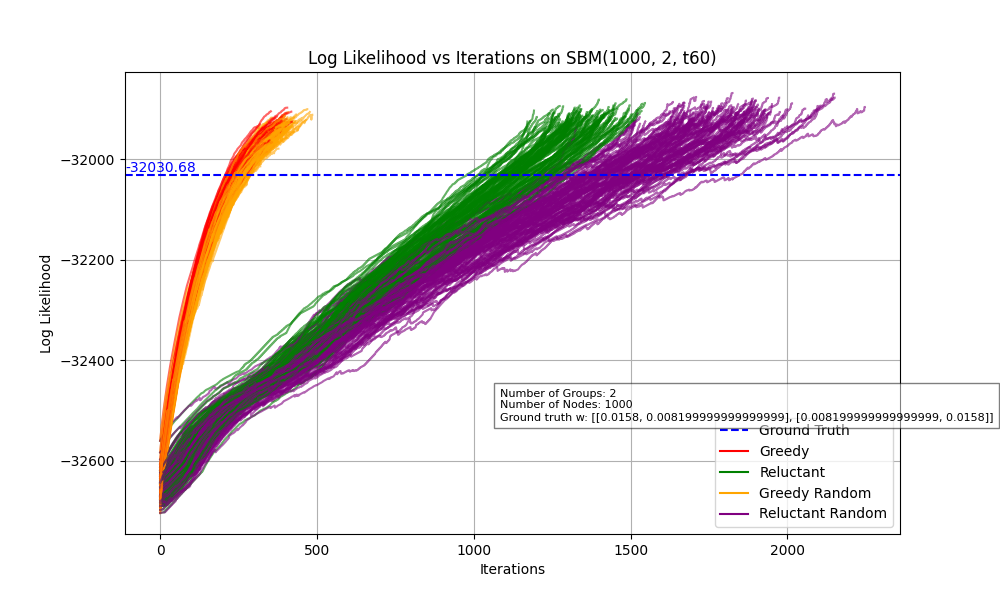 Log Likelihood vs Iterations on SBM(1000, 2, t60)
Log Likelihood
−32000
−32200
−32400
−32600
-32030.68
Number of Groups: 2
Number of Nodes: 1000
Ground truth w: [[0.0158, 0.008199999999999999], [0.008199999999999999, 0.0158]]
Ground Truth
Greedy
Reluctant
Greedy Random
Reluctant Random
0 500 1000 1500 2000
Iterations